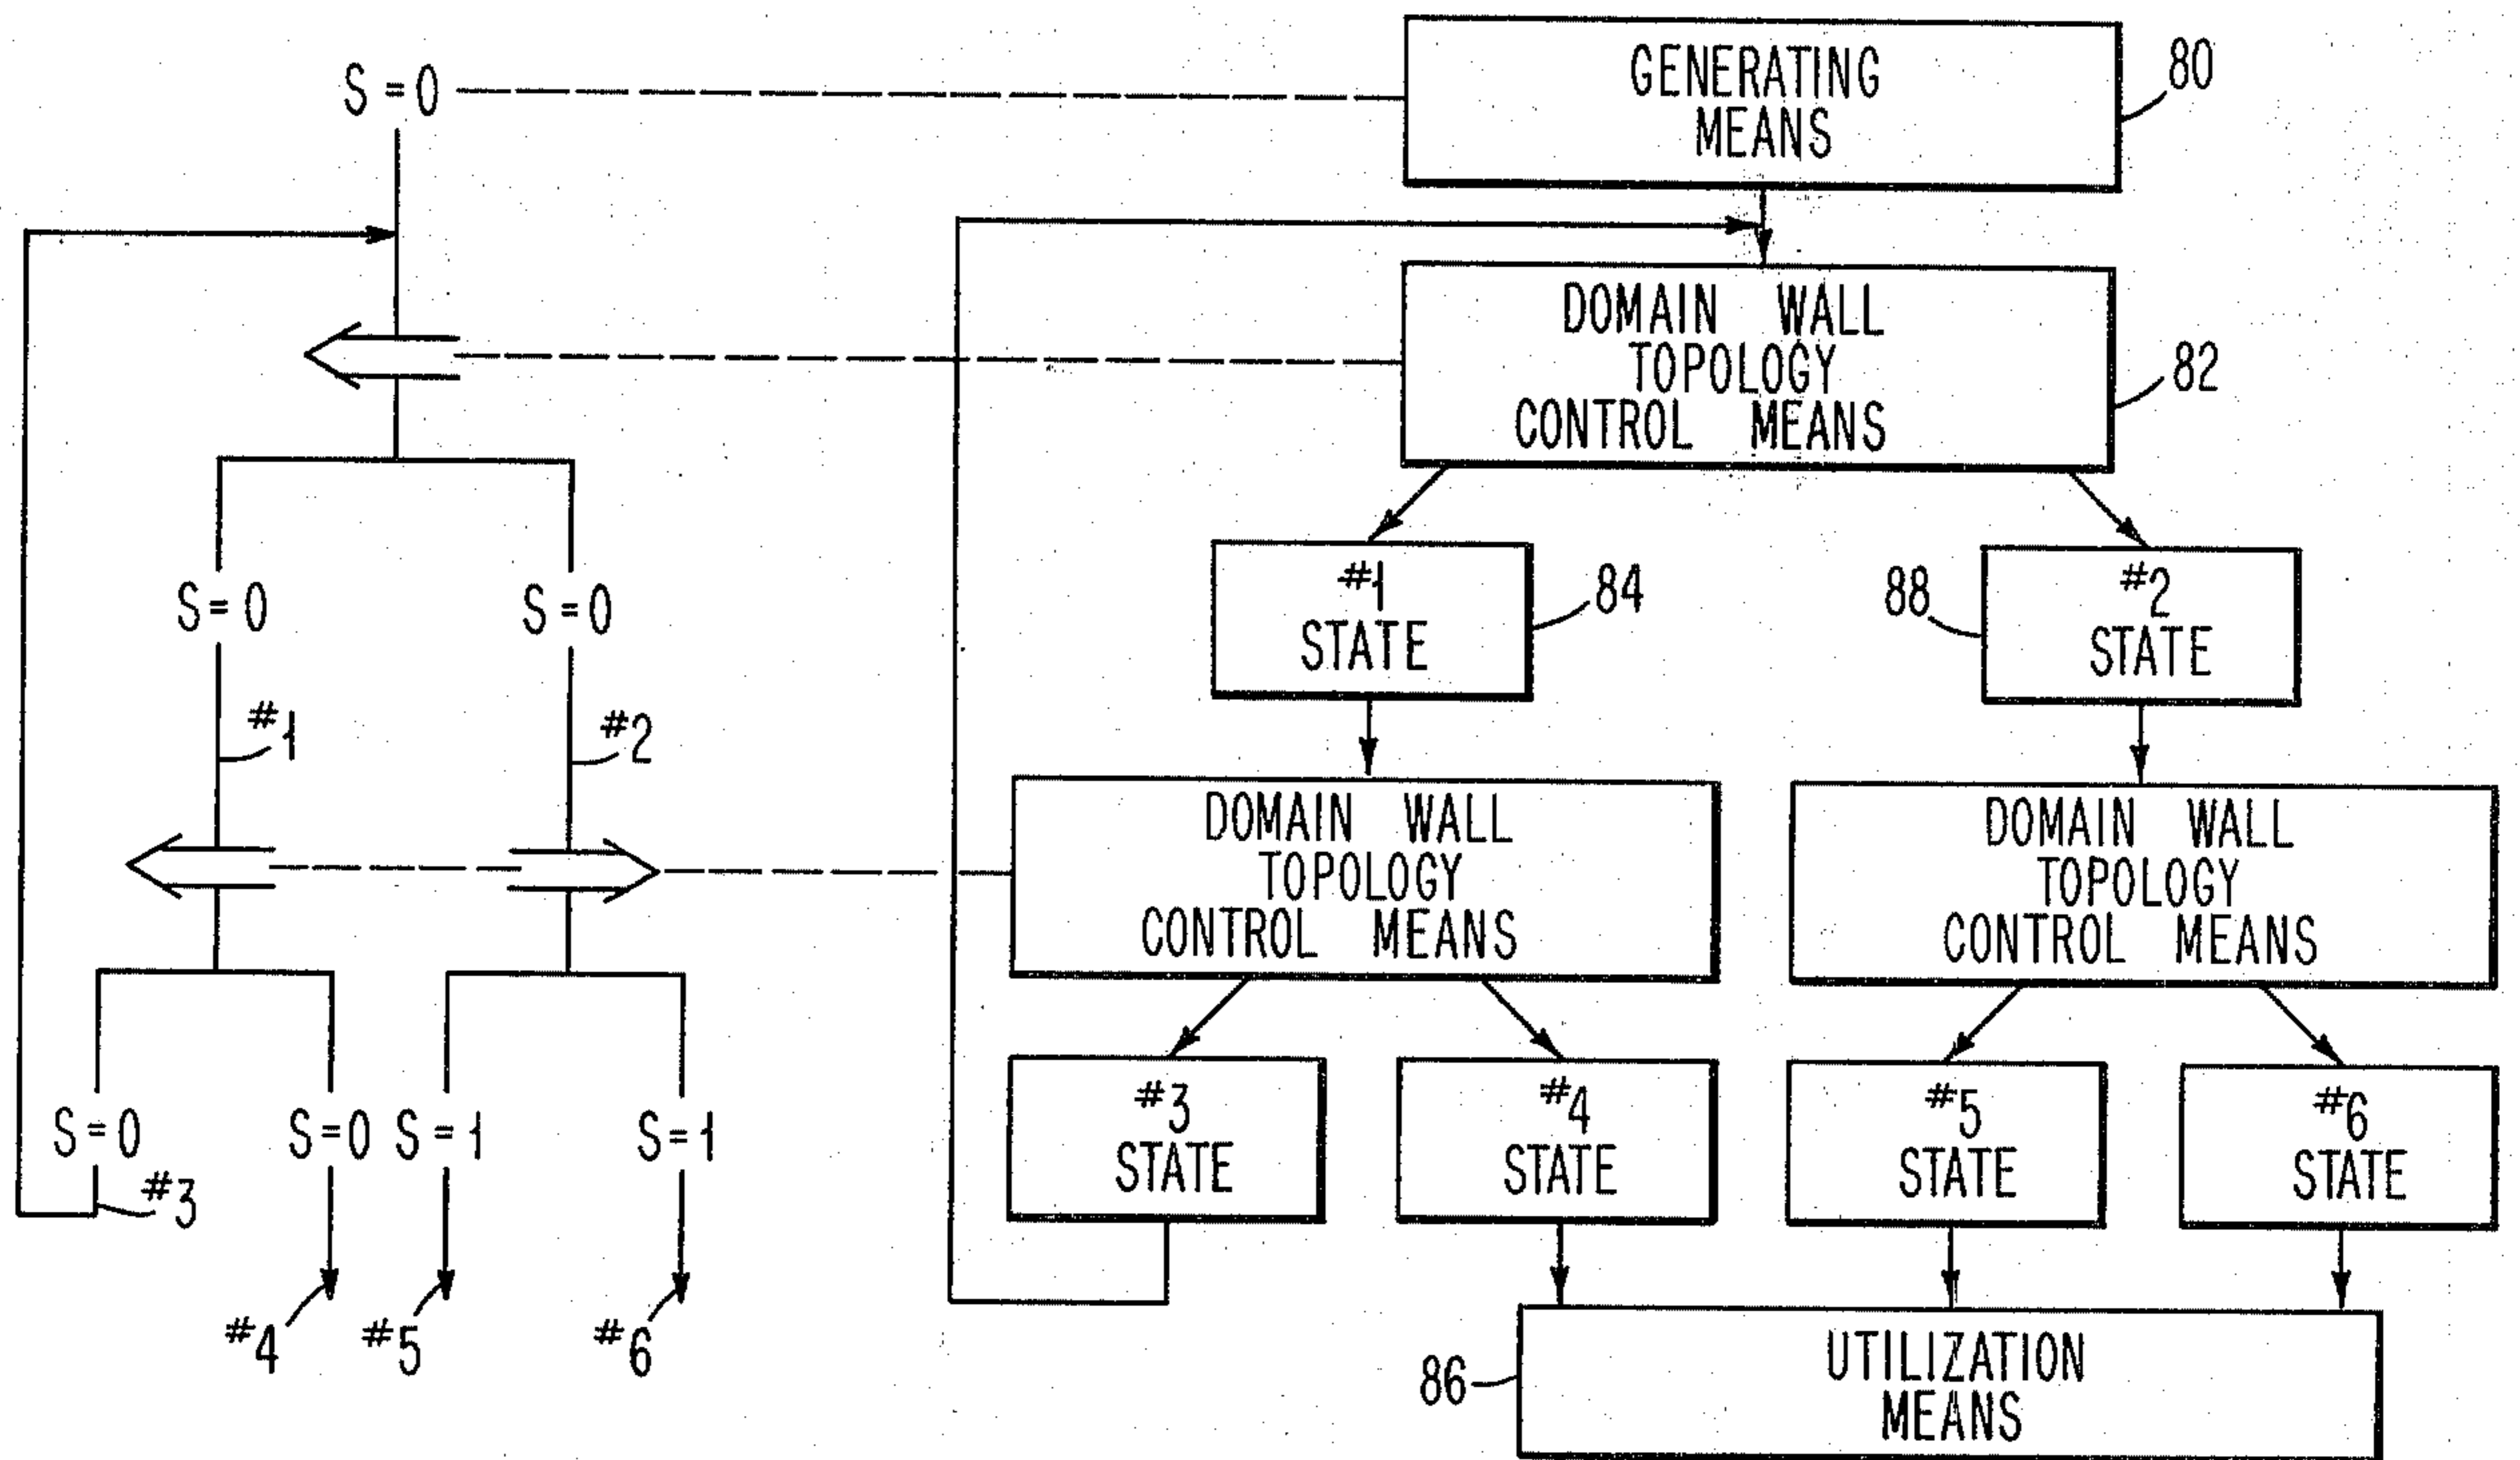 S = 0
GENERATING
MEANS
80
DOMAIN WALL
TOPOLOGY
CONTROL MEANS
82
S = 0
S = 0
#1
STATE
84
88
#2
STATE
#1
#2
DOMAIN WALL
TOPOLOGY
CONTROL MEANS
DOMAIN WALL
TOPOLOGY
CONTROL MEANS
S = 0
S = 0
S = 1
S = 1
#3
#4
#5
#6
#3
STATE
#4
STATE
#5
STATE
#6
STATE
86
UTILIZATION
MEANS